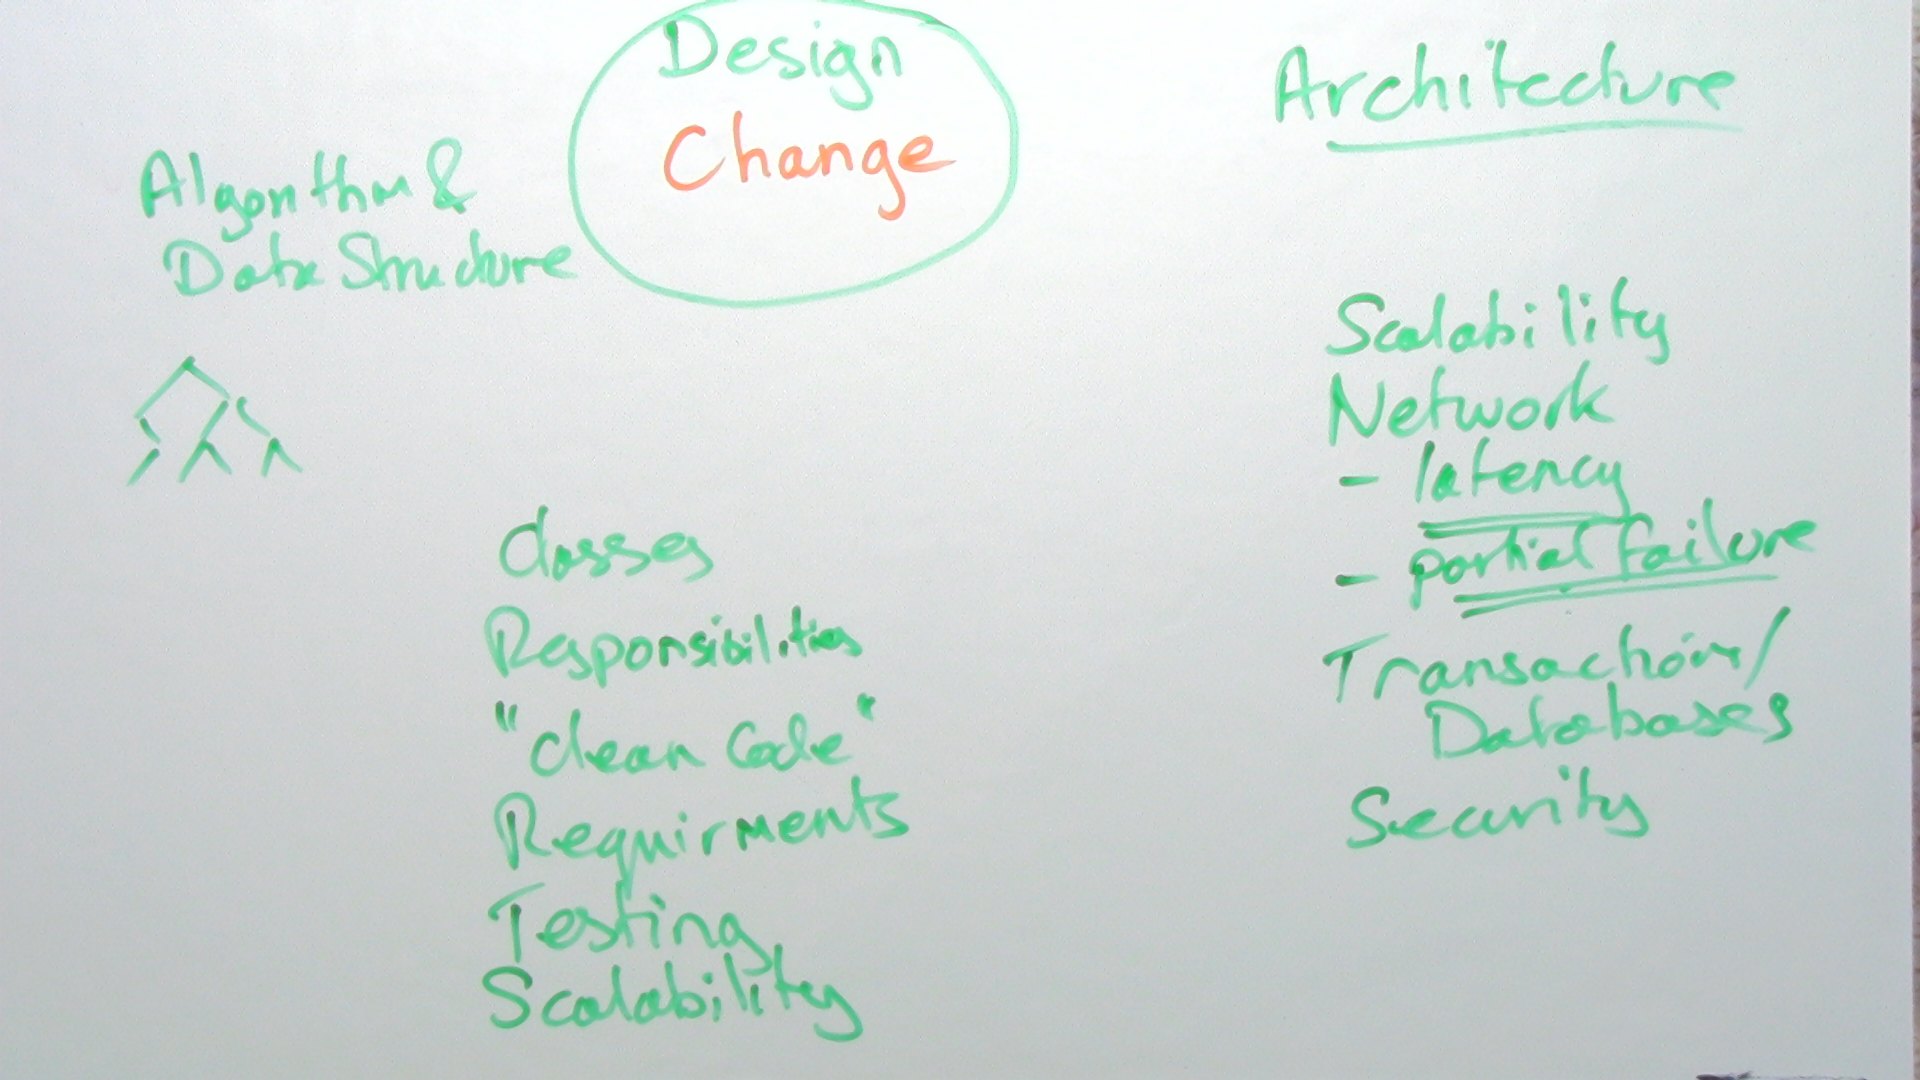 Design
Change
Algorithm &
Data Structure
Classes
Responsibilities
"Clean Code"
Requirments
Testing
Scalability
Architecture
Scalability
Network
- latency
- partial failure
Transactions/
Databases
Security